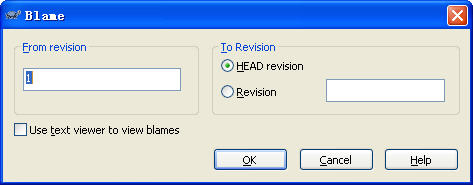 Blame
From revision
To Revision
1
HEAD revision
Revision
Use text viewer to view blames
OK
Cancel
Help